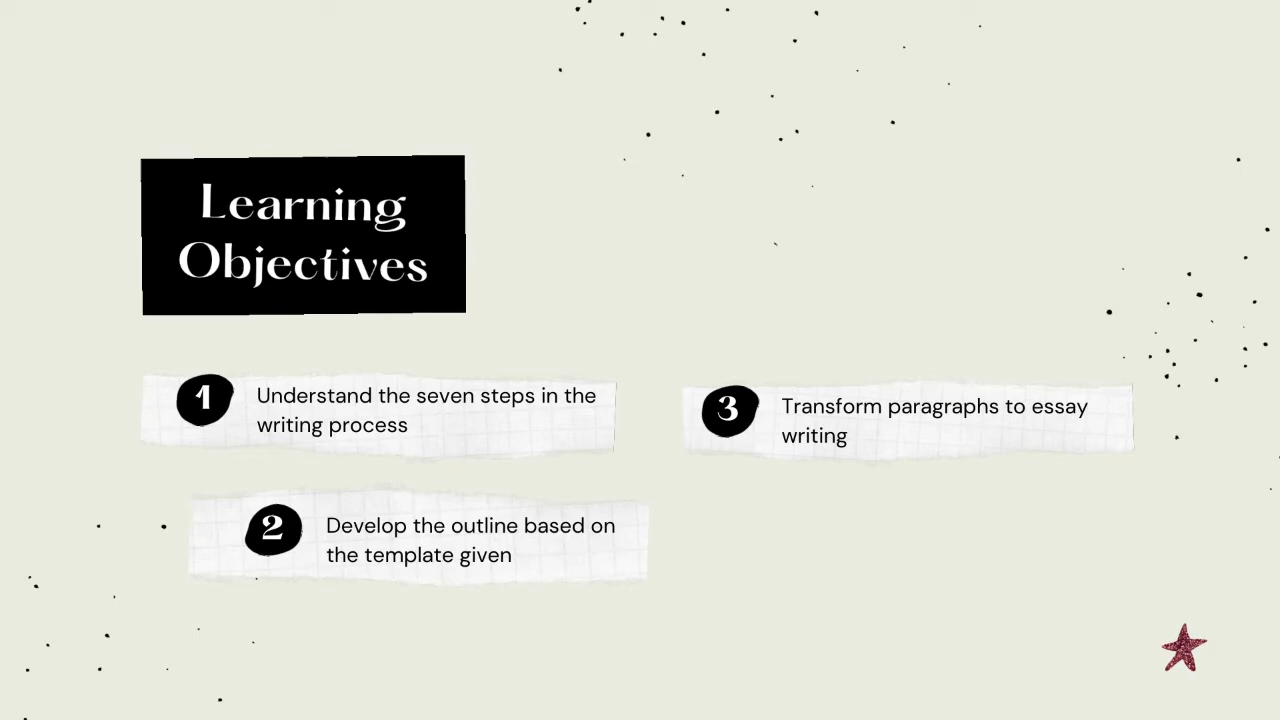 Learning
Objectives
1
Understand the seven steps in the
writing process
2
Develop the outline based on
the template given
3
Transform paragraphs to essay
writing